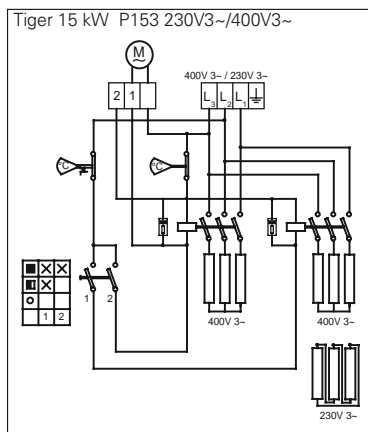 Tiger 15 kW P153 230V3~/400V3~
M
~
400V 3~ / 230V 3~
2 1 L3 L2 L1
°C °C
1 2
400V 3~ 400V 3~
1 2
230V 3~